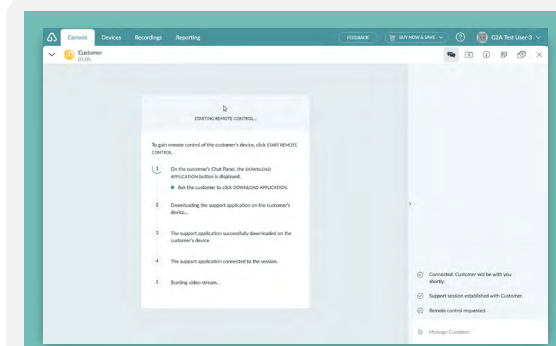 Console Devices Recordings Reporting
FEEDBACK BUY NOW & SAVE G2A Test User-3
Customer
01:05
STARTING REMOTE CONTROL...
To gain remote control of the customer's device, click START REMOTE
CONTROL.
1 On the customer's Chat Panel, the DOWNLOAD
APPLICATION button is displayed.
Ask the customer to click DOWNLOAD APPLICATION.
2 Downloading the support application on the customer's
device...
3 The support application successfully downloaded on the
customer's device.
4 The support application connected to the session.
5 Starting video stream...
Connected. Customer will be with you
shortly.
Support session established with Customer.
Remote control requested.
Message Customer